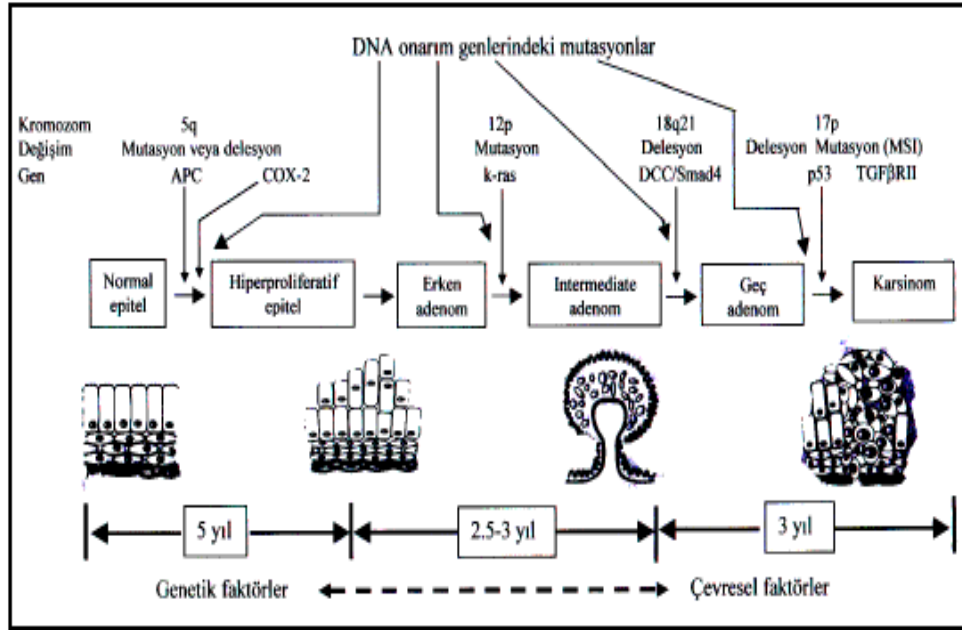 DNA onarım genlerindeki mutasyonlar
Kromozom 5q 12p 18q21 17p
Değişim Mutasyon veya delesyon Mutasyon Delesyon Delesyon Mutasyon (MSI)
Gen APC COX-2 k-ras DCC/Smad4 p53 TGFβRII
Normal epitel
Hiperproliferatif epitel
Erken adenom
Intermediate adenom
Geç adenom
Karsinom
5 yıl 2.5-3 yıl 3 yıl
Genetik faktörler Çevresel faktörler